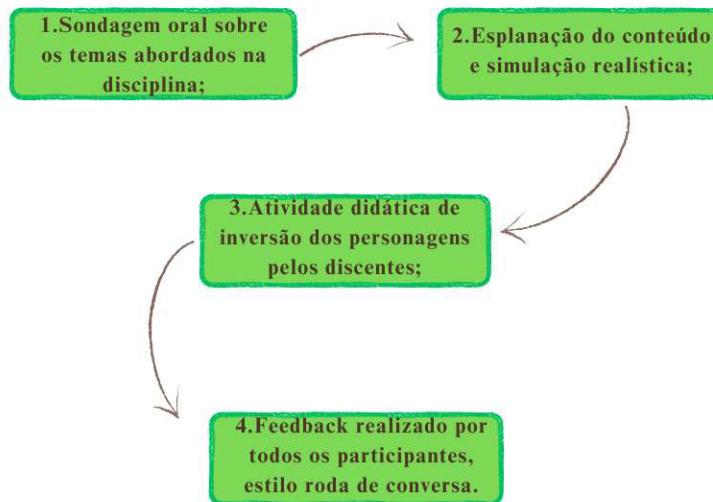 1.Sondagem oral sobre
os temas abordados na
disciplina;
2.Esplanação do conteúdo
e simulação realística;
3.Atividade didática de
inversão dos personagens
pelos discentes;
4.Feedback realizado por
todos os participantes,
estilo roda de conversa.